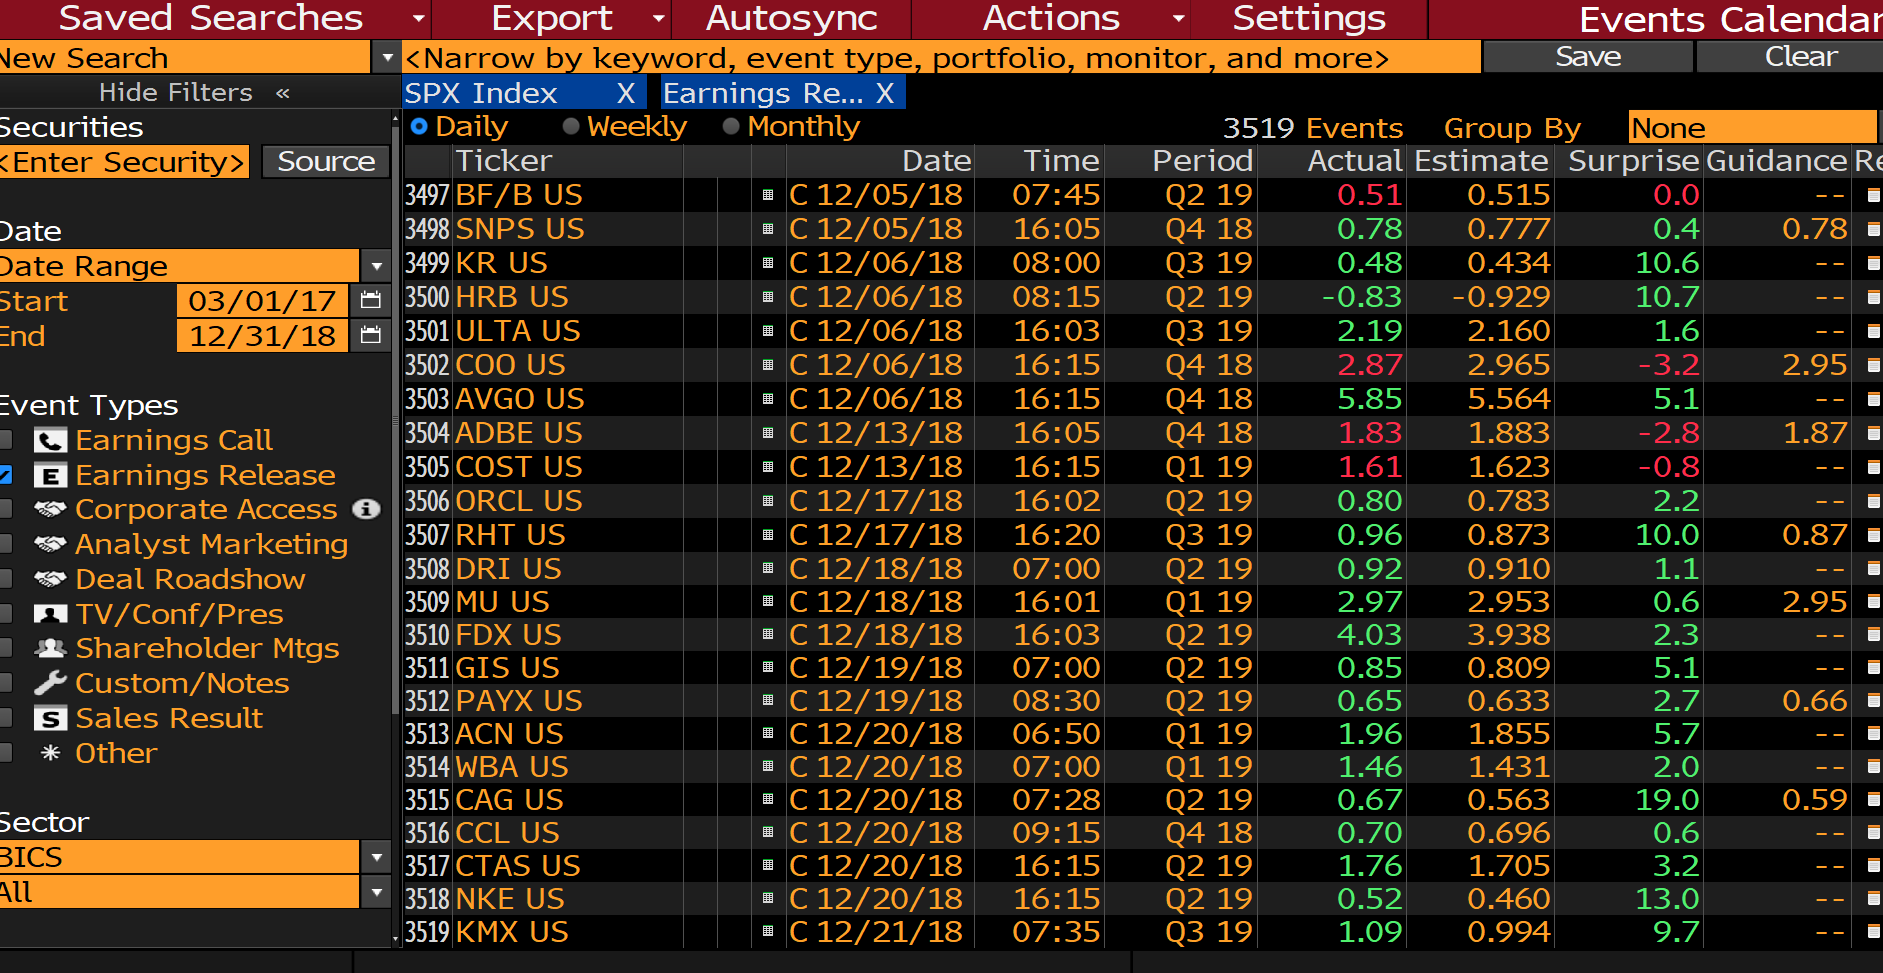 Saved Searches Export Autosync Actions Settings Events Calendar
New Search <Narrow by keyword, event type, portfolio, monitor, and more> Save Clear
Hide Filters « SPX Index X Earnings Re... X
Securities Daily Weekly Monthly 3519 Events Group By None
<Enter Security> Source
Date
Date Range
Start 03/01/17
End 12/31/18
Event Types
Earnings Call
E Earnings Release
Corporate Access i
Analyst Marketing
Deal Roadshow
TV/Conf/Pres
Shareholder Mtgs
Custom/Notes
S Sales Result
Other
Sector
BICS
All
Ticker Date Time Period Actual Estimate Surprise Guidance Re
3497 BF/B US C 12/05/18 07:45 Q2 19 0.51 0.515 0.0 --
3498 SNPS US C 12/05/18 16:05 Q4 18 0.78 0.777 0.4 0.78
3499 KR US C 12/06/18 08:00 Q3 19 0.48 0.434 10.6 --
3500 HRB US C 12/06/18 08:15 Q2 19 -0.83 -0.929 10.7 --
3501 ULTA US C 12/06/18 16:03 Q3 19 2.19 2.160 1.6 --
3502 COO US C 12/06/18 16:15 Q4 18 2.87 2.965 -3.2 2.95
3503 AVGO US C 12/06/18 16:15 Q4 18 5.85 5.564 5.1 --
3504 ADBE US C 12/13/18 16:05 Q4 18 1.83 1.883 -2.8 1.87
3505 COST US C 12/13/18 16:15 Q1 19 1.61 1.623 -0.8 --
3506 ORCL US C 12/17/18 16:02 Q2 19 0.80 0.783 2.2 --
3507 RHT US C 12/17/18 16:20 Q3 19 0.96 0.873 10.0 0.87
3508 DRI US C 12/18/18 07:00 Q2 19 0.92 0.910 1.1 --
3509 MU US C 12/18/18 16:01 Q1 19 2.97 2.953 0.6 2.95
3510 FDX US C 12/18/18 16:03 Q2 19 4.03 3.938 2.3 --
3511 GIS US C 12/19/18 07:00 Q2 19 0.85 0.809 5.1 --
3512 PAYX US C 12/19/18 08:30 Q2 19 0.65 0.633 2.7 0.66
3513 ACN US C 12/20/18 06:50 Q1 19 1.96 1.855 5.7 --
3514 WBA US C 12/20/18 07:00 Q1 19 1.46 1.431 2.0 --
3515 CAG US C 12/20/18 07:28 Q2 19 0.67 0.563 19.0 0.59
3516 CCL US C 12/20/18 09:15 Q4 18 0.70 0.696 0.6 --
3517 CTAS US C 12/20/18 16:15 Q2 19 1.76 1.705 3.2 --
3518 NKE US C 12/20/18 16:15 Q2 19 0.52 0.460 13.0 --
3519 KMX US C 12/21/18 07:35 Q3 19 1.09 0.994 9.7 --